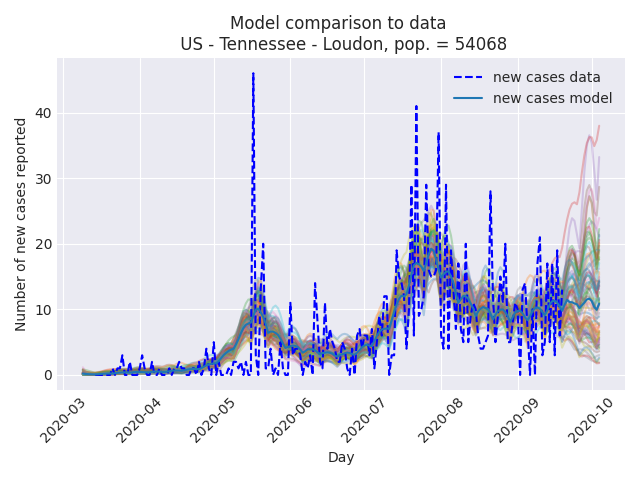 Model comparison to data
US - Tennessee - Loudon, pop. = 54068
new cases data
new cases model
Number of new cases reported
40
30
20
10
0
2020-03
2020-04
2020-05
2020-06
2020-07
2020-08
2020-09
2020-10
Day